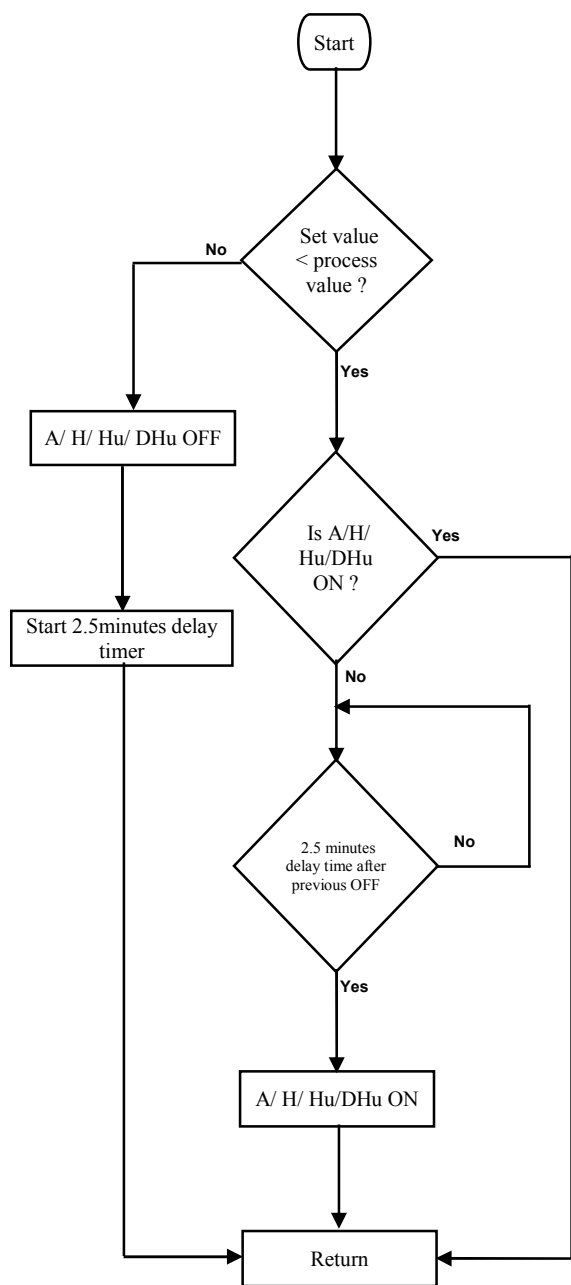 Start
Set value
< process
value ?
No
Yes
A/ H/ Hu/ DHu OFF
Is A/H/
Hu/DHu
ON ?
Yes
Start 2.5minutes delay
timer
No
2.5 minutes
delay time after
previous OFF
No
Yes
A/ H/ Hu/DHu ON
Return